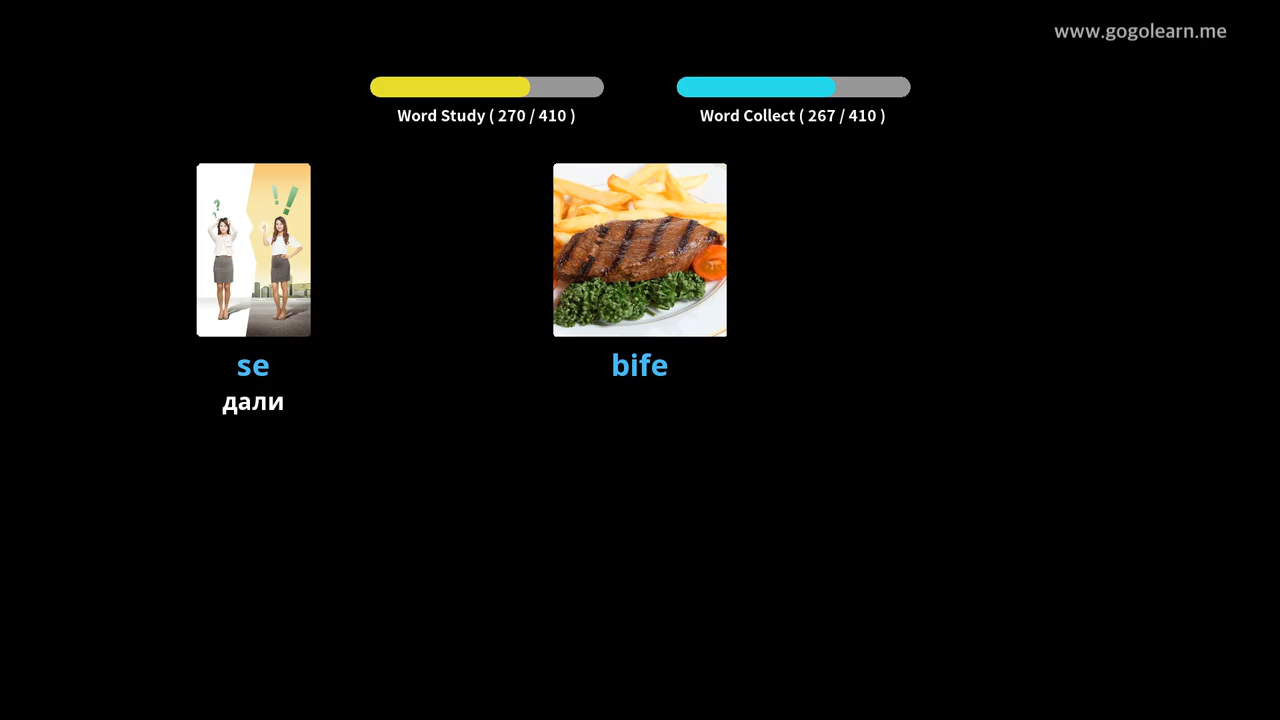 www.gogolearn.me
Word Study ( 270 / 410 )
Word Collect ( 267 / 410 )
se
дали
bife